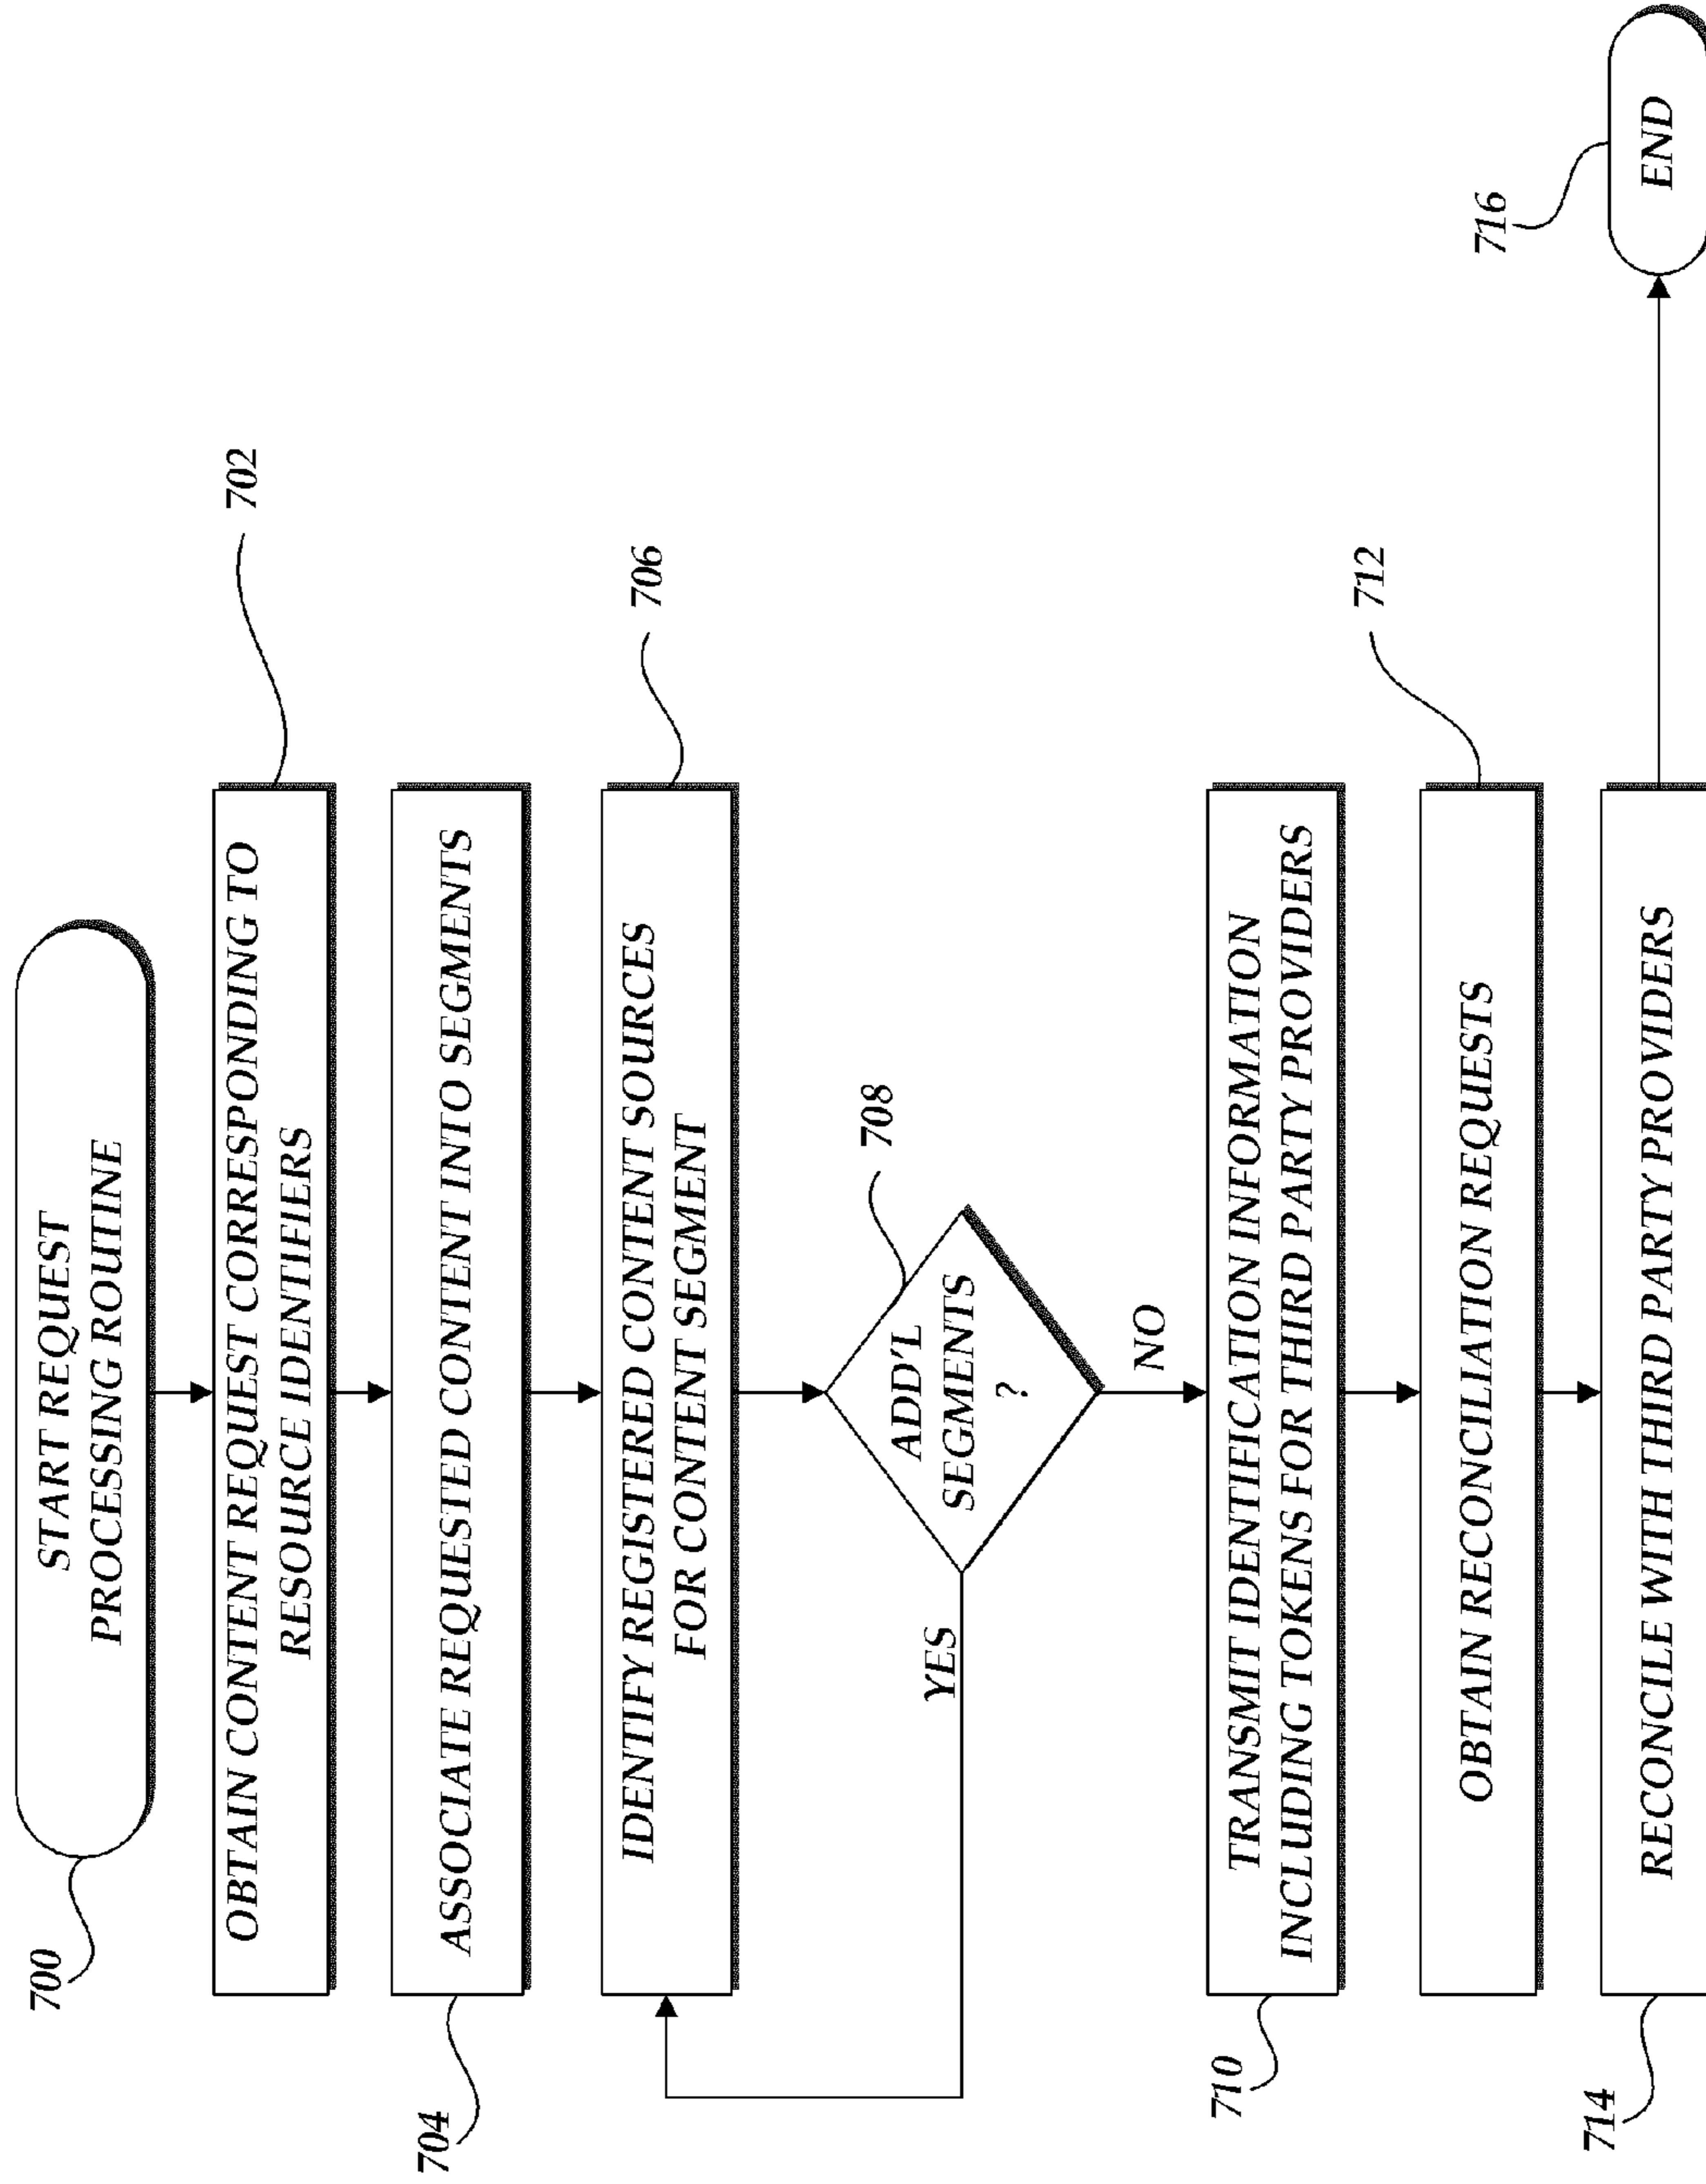 700
START REQUEST
PROCESSING ROUTINE
702
OBTAIN CONTENT REQUEST CORRESPONDING TO
RESOURCE IDENTIFIERS
704
ASSOCIATE REQUESTED CONTENT INTO SEGMENTS
706
IDENTIFY REGISTERED CONTENT SOURCES
FOR CONTENT SEGMENT
708
ADD'L
SEGMENTS
?
YES
NO
710
TRANSMIT IDENTIFICATION INFORMATION
INCLUDING TOKENS FOR THIRD PARTY PROVIDERS
712
OBTAIN RECONCILIATION REQUESTS
714
RECONCILE WITH THIRD PARTY PROVIDERS
716
END